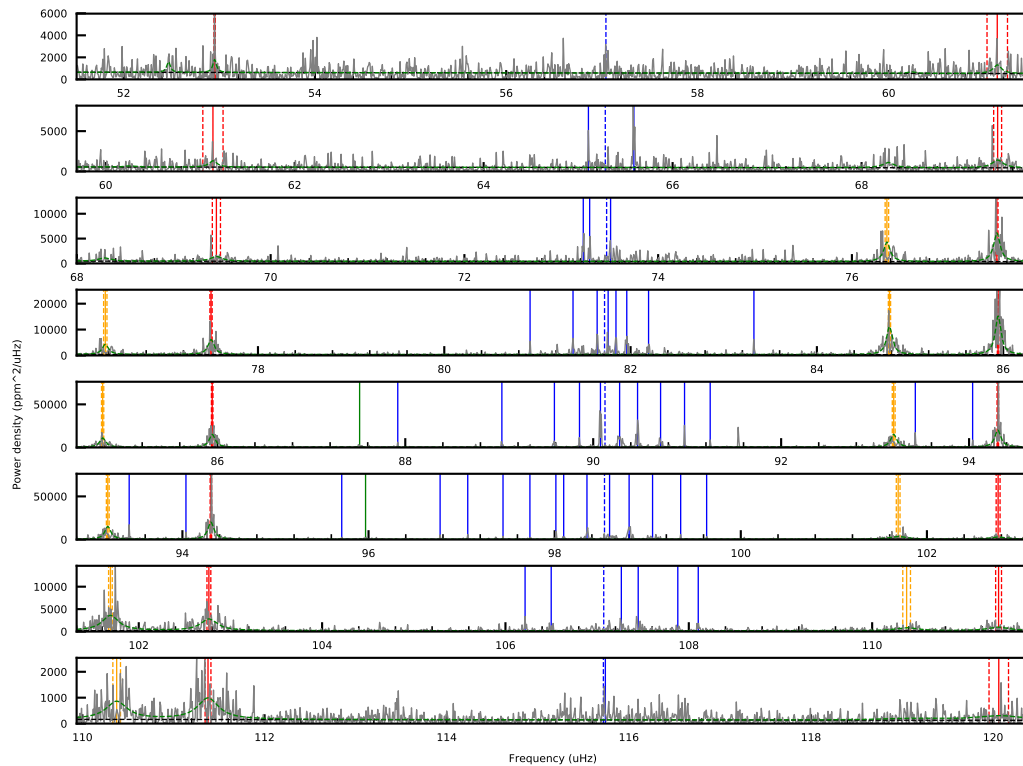 6000
4000
2000
0
52 54 56 58 60
5000
0
60 62 64 66 68
10000
5000
0
68 70 72 74 76
20000
10000
0
78 80 82 84 86
50000
0
86 88 90 92 94
Power density (ppm^2/uHz)
50000
0
94 96 98 100 102
10000
5000
0
102 104 106 108 110
2000
1000
0
110 112 114 116 118 120
Frequency (uHz)